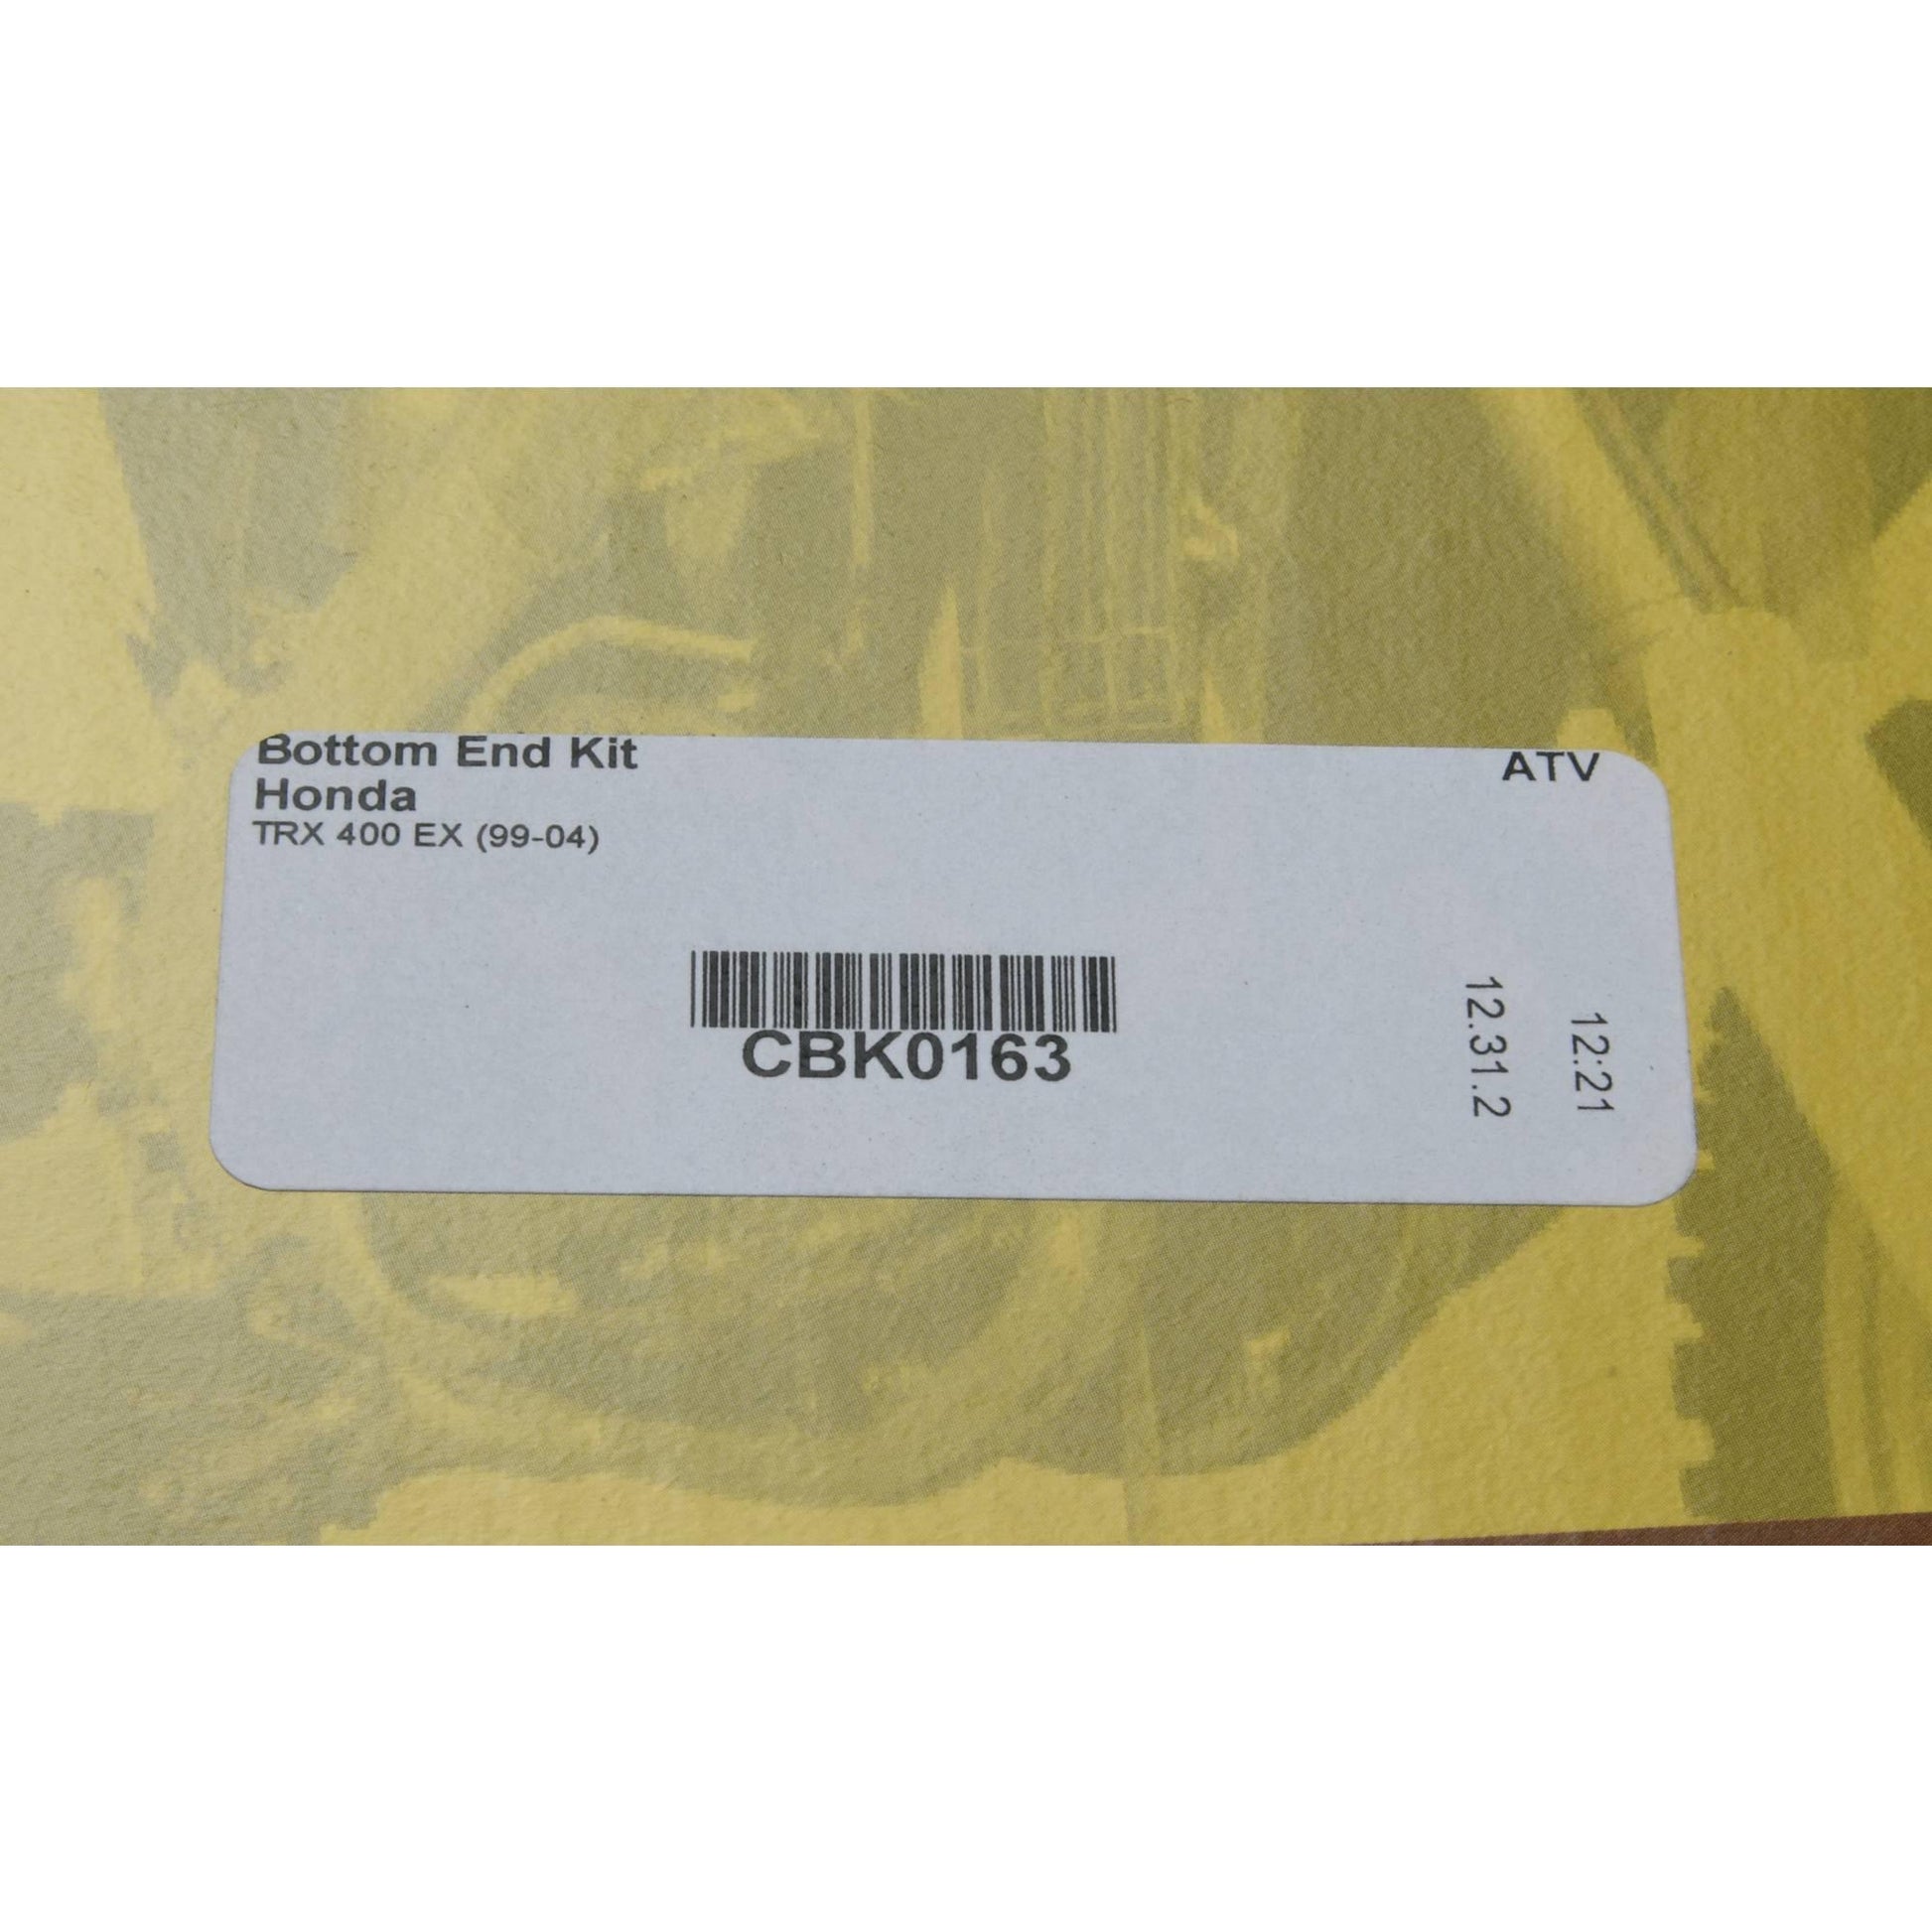 Bottom End Kit
ATV
Honda
TRX 400 EX (99-04)
CBK0163
12.31.2
12:21